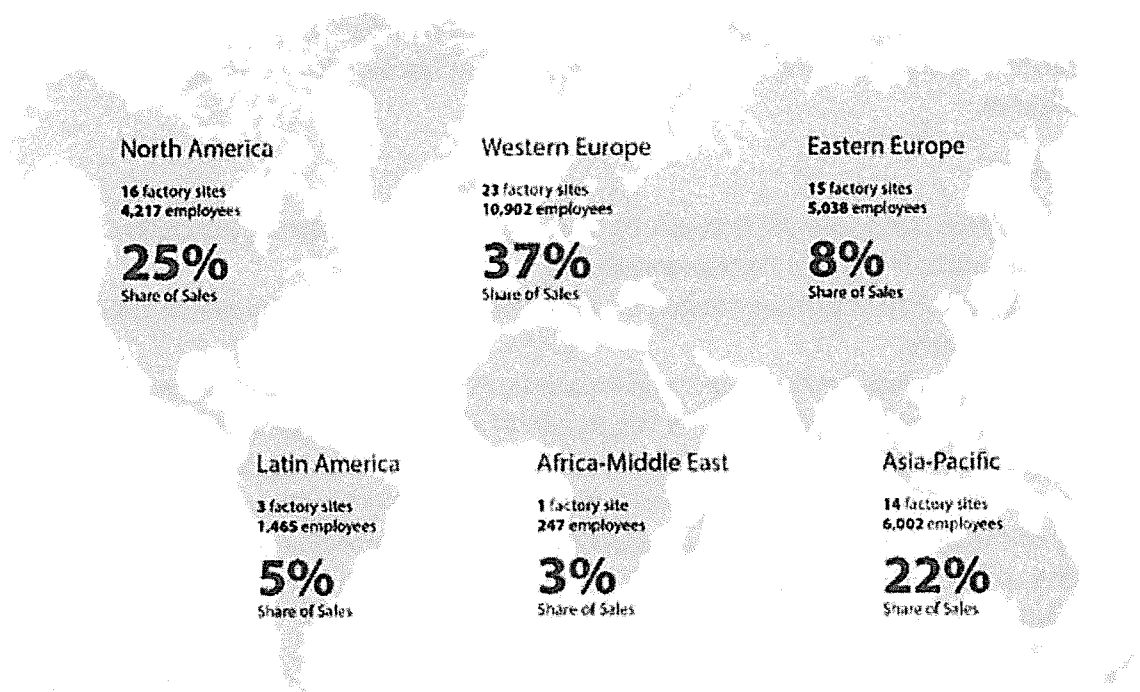 North America
16 factory sites
4,217 employees
25%
Share of Sales
Western Europe
23 factory sites
10,902 employees
37%
Share of Sales
Eastern Europe
15 factory sites
5,038 employees
8%
Share of Sales
Latin America
3 factory sites
1,465 employees
5%
Share of Sales
Africa-Middle East
1 factory site
247 employees
3%
Share of Sales
Asia-Pacific
14 factory sites
6,002 employees
22%
Share of Sales